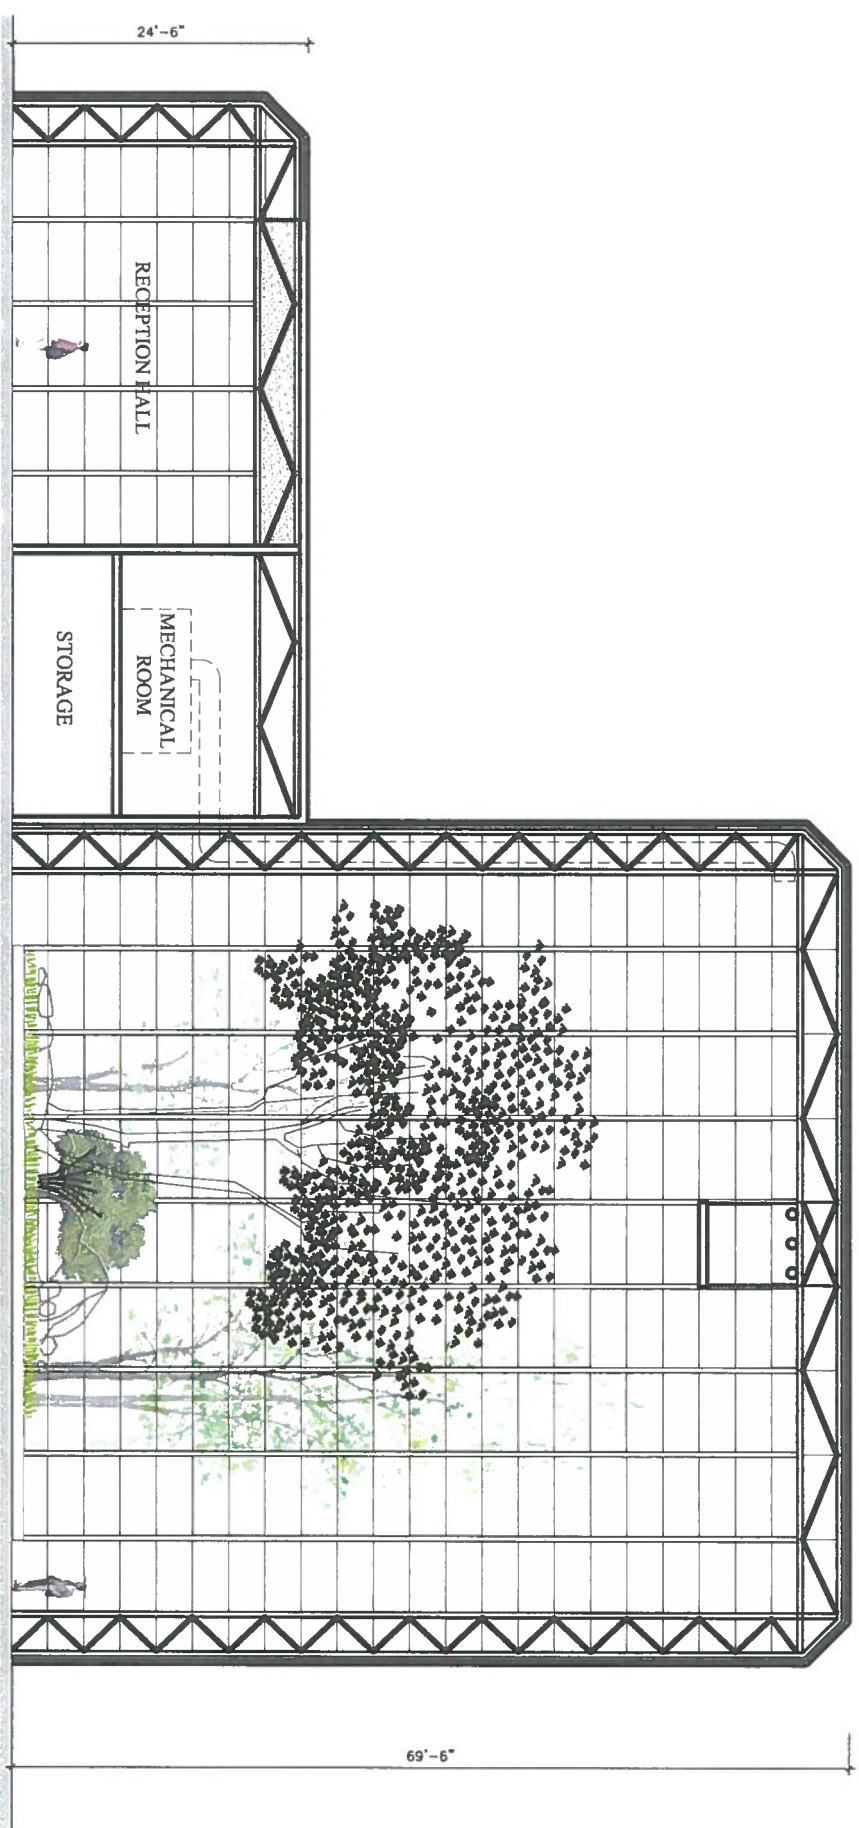 24'-6"
RECEPTION HALL
MECHANICAL
ROOM
STORAGE
69'-6"